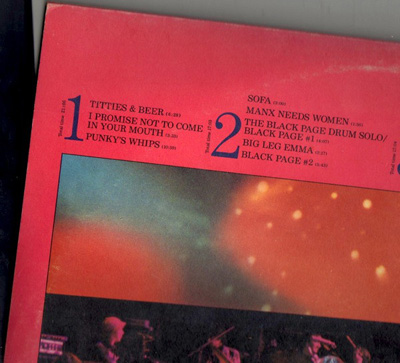 1
TITTIES & BEER
I PROMISE NOT TO COME
IN YOUR MOUTH
PUNKY'S WHIPS
2
SOFA
MANX NEEDS WOMEN
THE BLACK PAGE DRUM SOLO/
BLACK PAGE #1
BIG LEG EMMA
BLACK PAGE #2